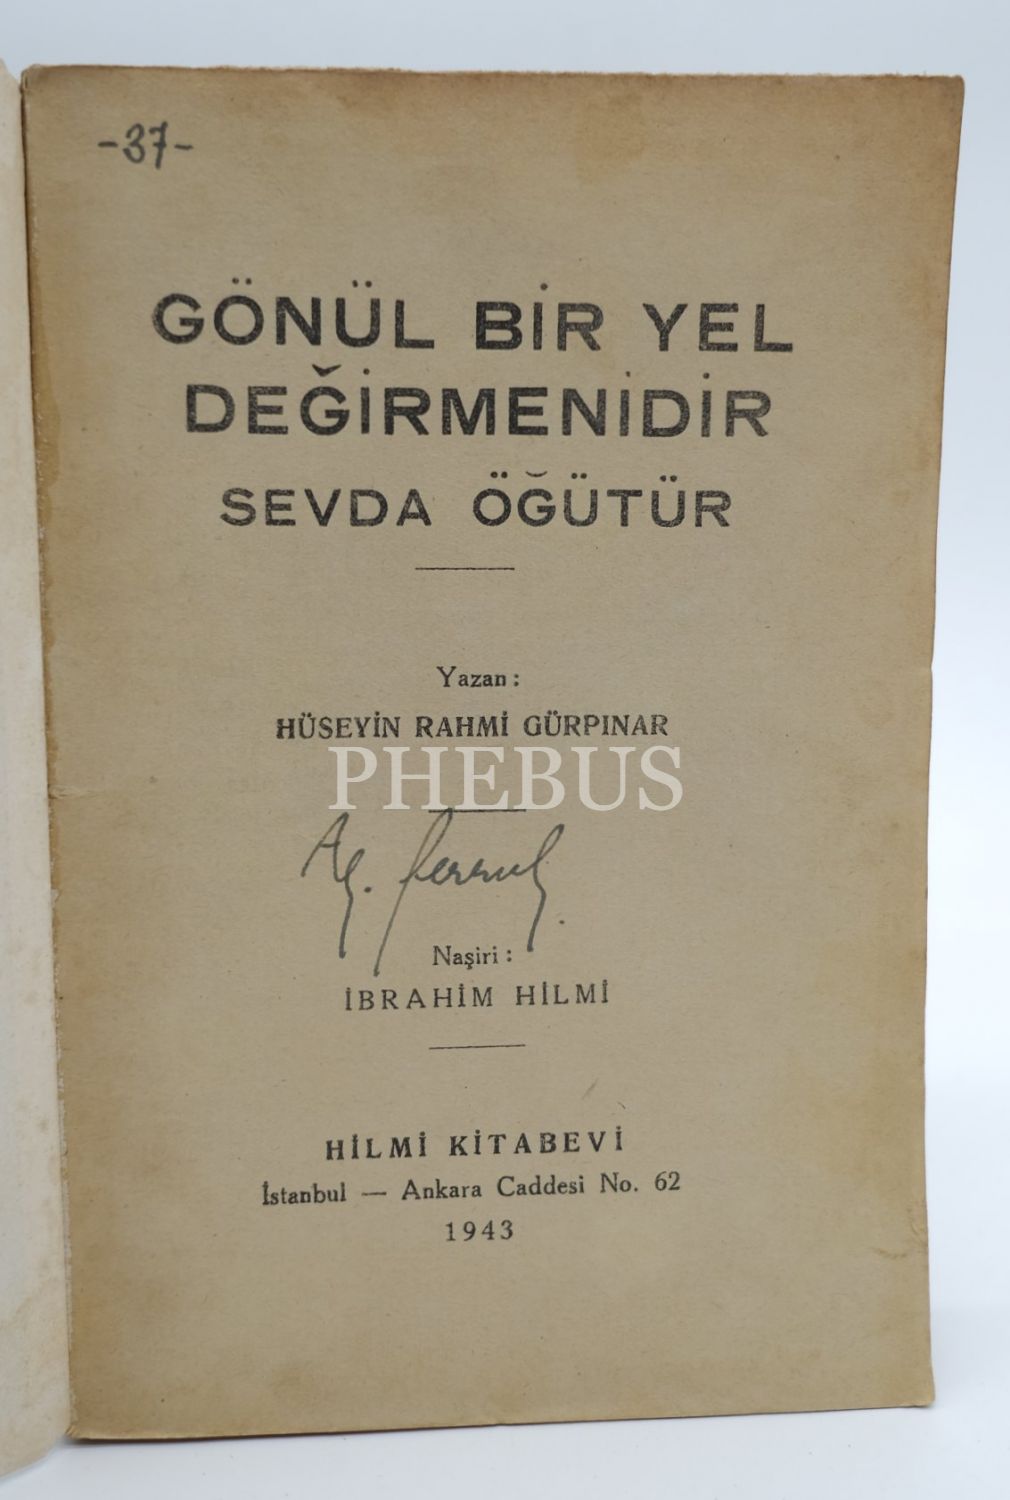 -37-
GÖNÜL BİR YEL
DEĞİRMENİDİR
SEVDA ÖĞÜTÜR
Yazan :
HÜSEYİN RAHMİ GÜRPINAR
PHEBUS
Naşiri :
İBRAHİM HİLMİ
HİLMİ KİTABEVİ
İstanbul — Ankara Caddesi No. 62
1943